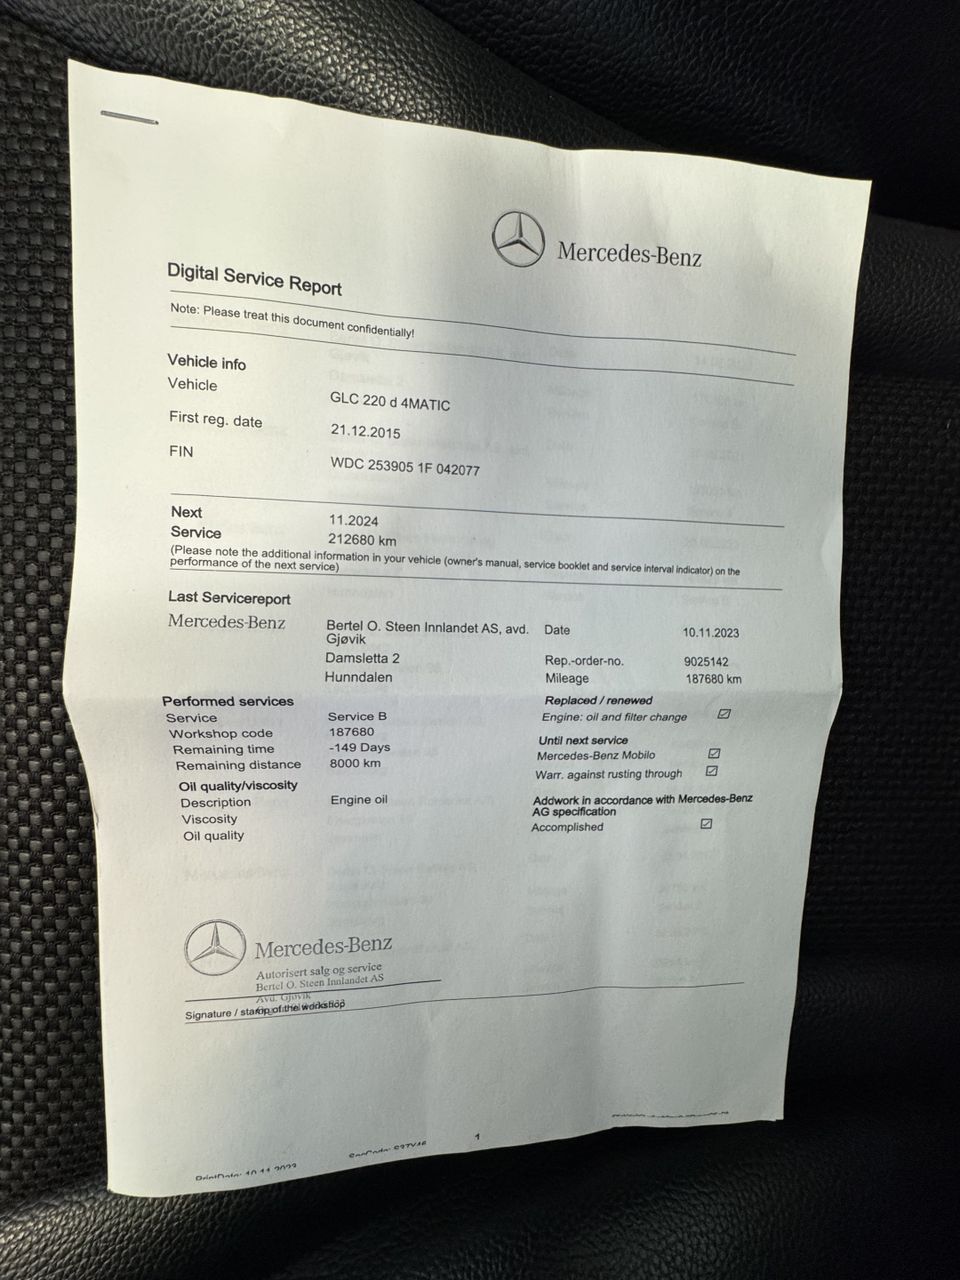 Mercedes-Benz
Digital Service Report
Note: Please treat this document confidentially!
Vehicle info
Vehicle GLC 220 d 4MATIC
First reg. date 21.12.2015
FIN WDC 253905 1F 042077
Next 11.2024
Service 212680 km
(Please note the additional information in your vehicle (owner's manual, service booklet and service interval indicator) on the
performance of the next service)
Last Servicereport
Mercedes-Benz Bertel O. Steen Innlandet AS, avd. Date 10.11.2023
Gjøvik
Damsletta 2 Rep.-order-no. 9025142
Hunndalen Mileage 187680 km
Performed services Replaced / renewed
Service Service B Engine: oil and filter change ☑
Workshop code 187680
Remaining time -149 Days Until next service
Remaining distance 8000 km Mercedes-Benz Mobilo ☑
Warr. against rusting through ☑
Oil quality/viscosity
Description Engine oil Addwork in accordance with Mercedes-Benz
AG specification
Viscosity Accomplished ☑
Oil quality
Mercedes-Benz
Autorisert salg og service
Bertel O. Steen Innlandet AS
Avd. Gjøvik
Signature / stamp of the workshop
1